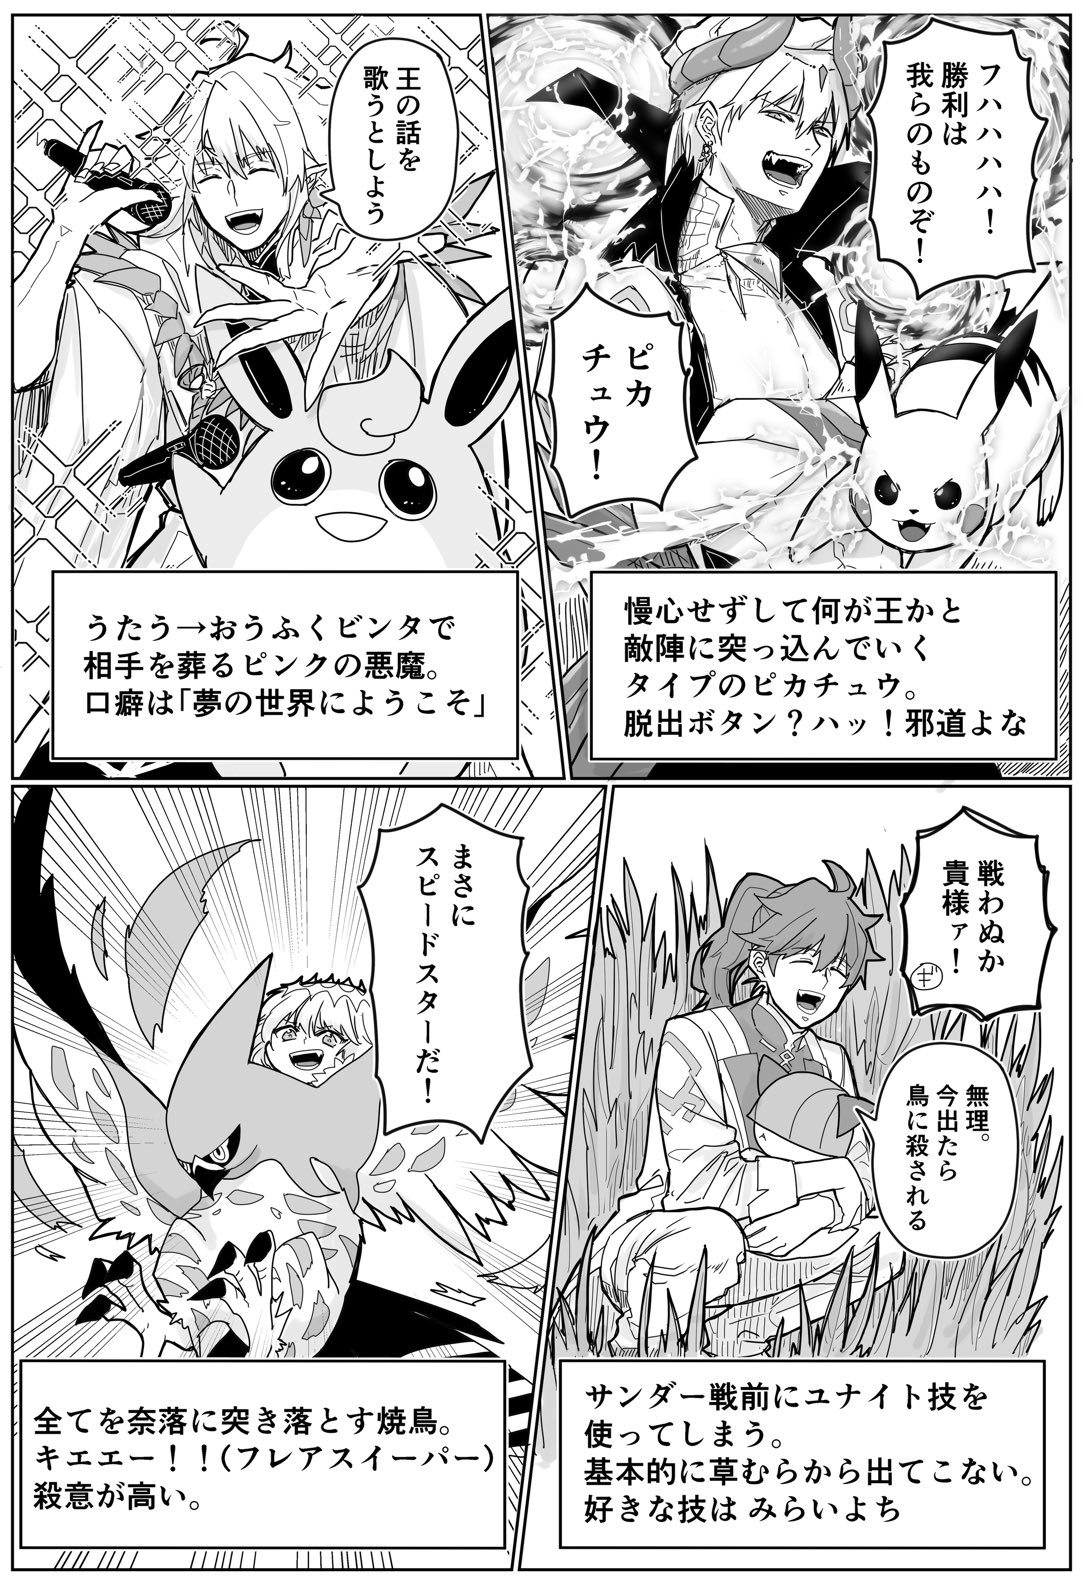 フハハハハ!
勝利は
我らのものぞ!
ピカ
チュウ!
慢心せずして何が王かと
敵陣に突っ込んでいく
タイプのピカチュウ。
脱出ボタン?ハッ!邪道よな
王の話を
歌うとしよう
うたう→おうふくビンタで
相手を葬るピンクの悪魔。
口癖は「夢の世界にようこそ」
戦わぬか
貴様ァ!
ギ
無理。
今出たら
鳥に殺される
サンダー戦前にユナイト技を
使ってしまう。
基本的に草むらから出てこない。
好きな技は みらいよち
まさに
スピードスターだ!
全てを奈落に突き落とす焼鳥。
キエエー!!(フレアスイーパー)
殺意が高い。